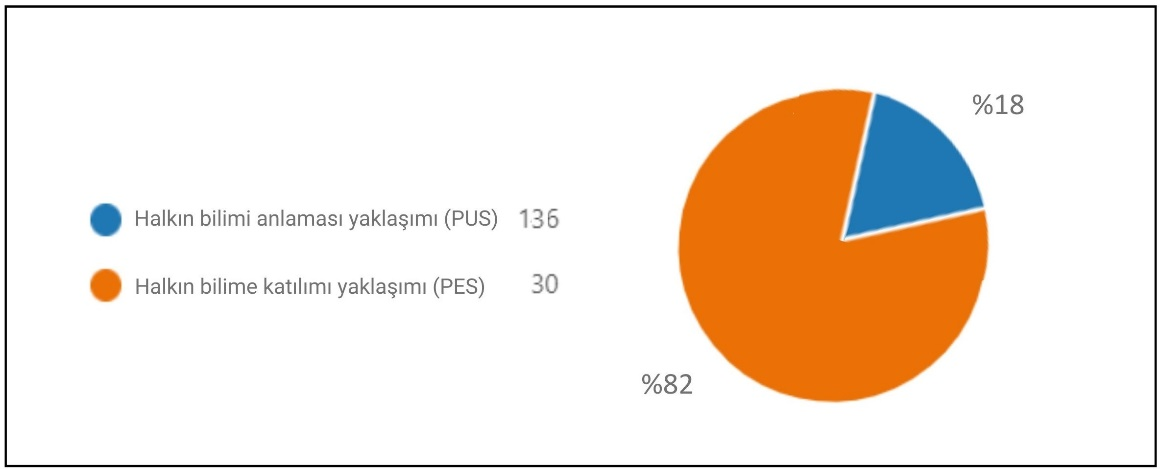 %18
Halkın bilimi anlaması yaklaşımı (PUS) 136
Halkın bilime katılımı yaklaşımı (PES) 30
%82